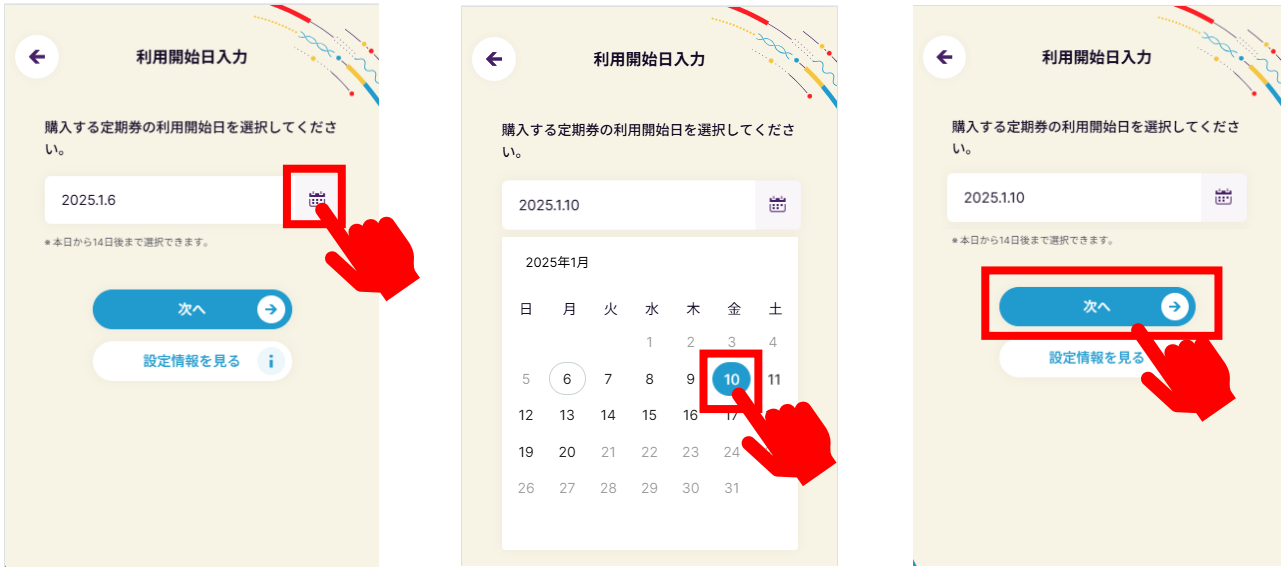 利用開始日入力
購入する定期券の利用開始日を選択してくださ
い。
2025.1.6
※本日から14日後まで選択できます。
次へ
設定情報を見る i
利用開始日入力
購入する定期券の利用開始日を選択してくださ
い。
2025.1.10
2025年1月
日 月 火 水 木 金 土
1 2 3 4
5 6 7 8 9 10 11
12 13 14 15 16 17
19 20 21 22 23 24
26 27 28 29 30 31
利用開始日入力
購入する定期券の利用開始日を選択してくださ
い。
2025.1.10
※本日から14日後まで選択できます。
次へ
設定情報を見る